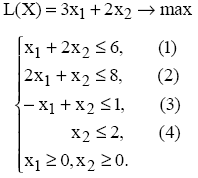 L(X) = 3x₁ + 2x₂ → max
x₁ + 2x₂ ≤ 6, (1)
2x₁ + x₂ ≤ 8, (2)
−x₁ + x₂ ≤ 1, (3)
x₂ ≤ 2, (4)
x₁ ≥ 0, x₂ ≥ 0.